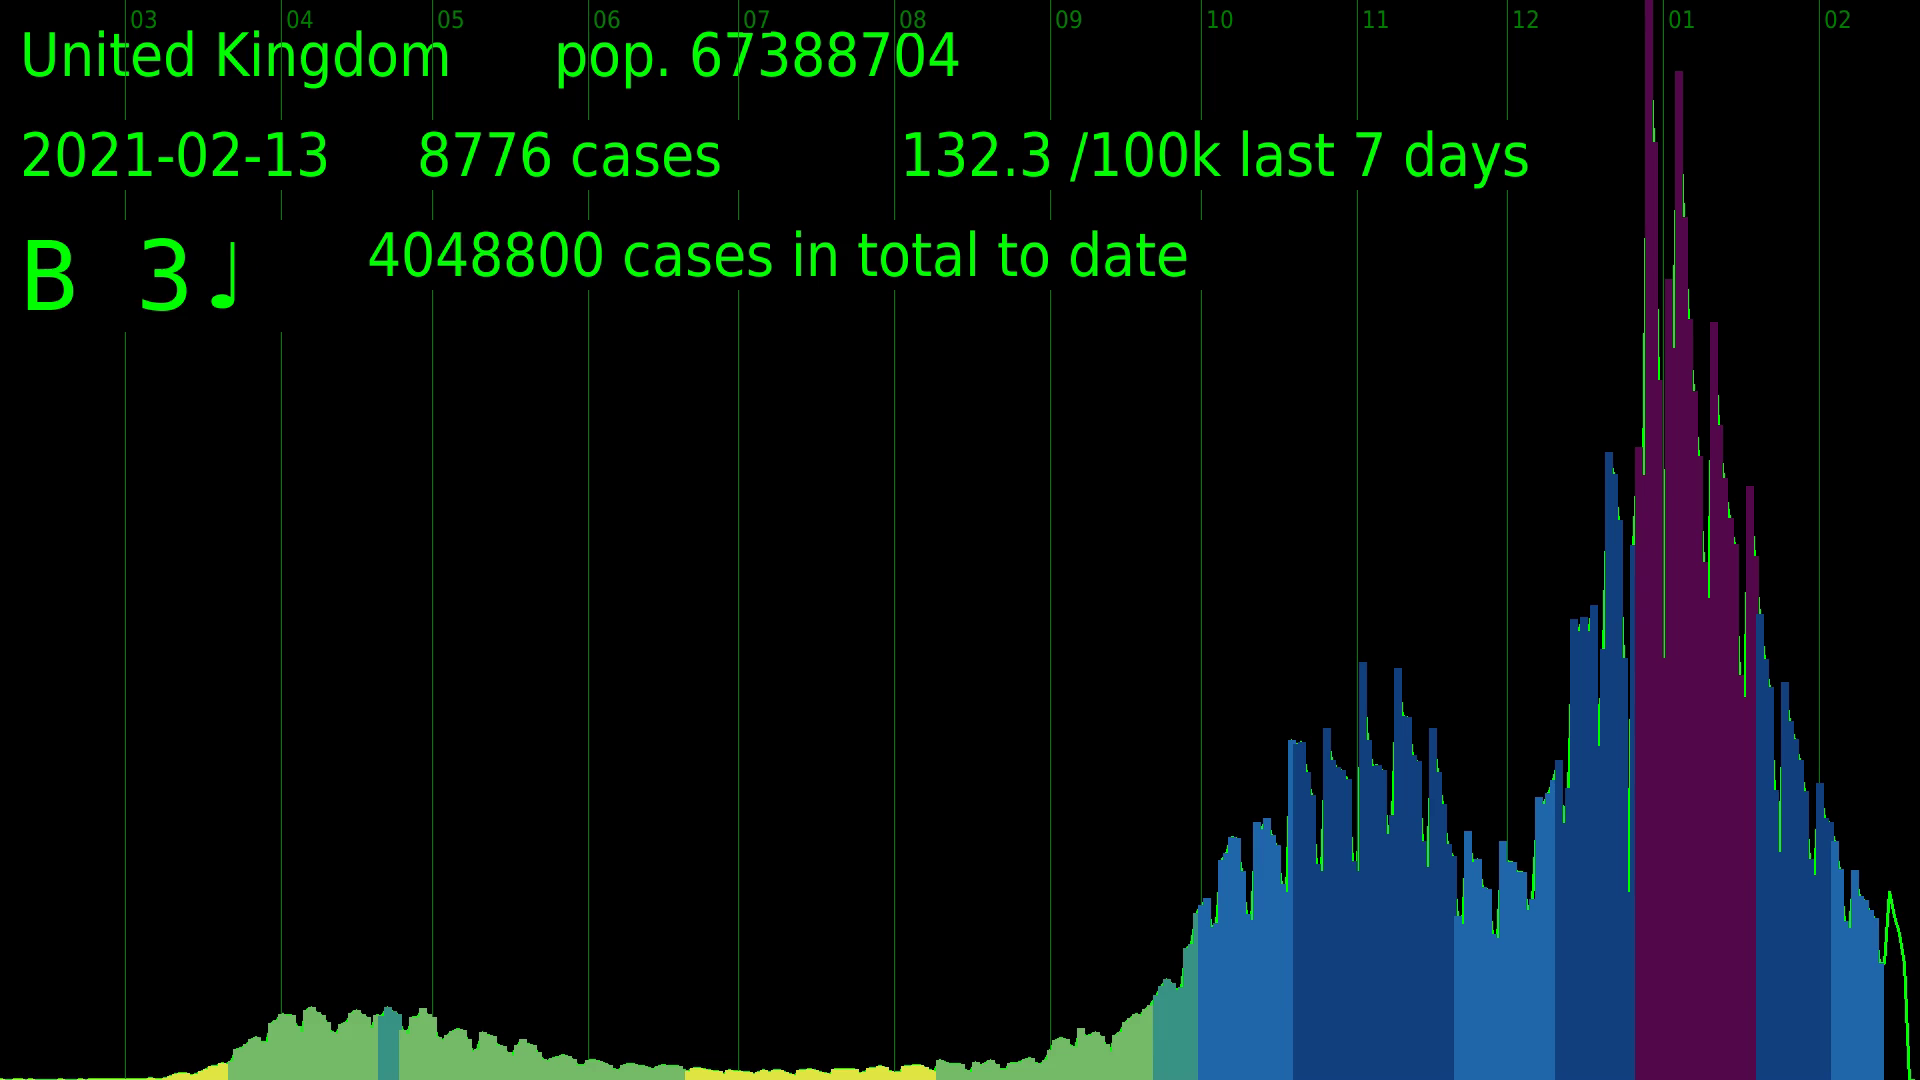 03 04 05 06 07 08 09 10 11 12 01 02
United Kingdom pop. 67388704
2021-02-13 8776 cases 132.3 /100k last 7 days
B 3♩ 4048800 cases in total to date